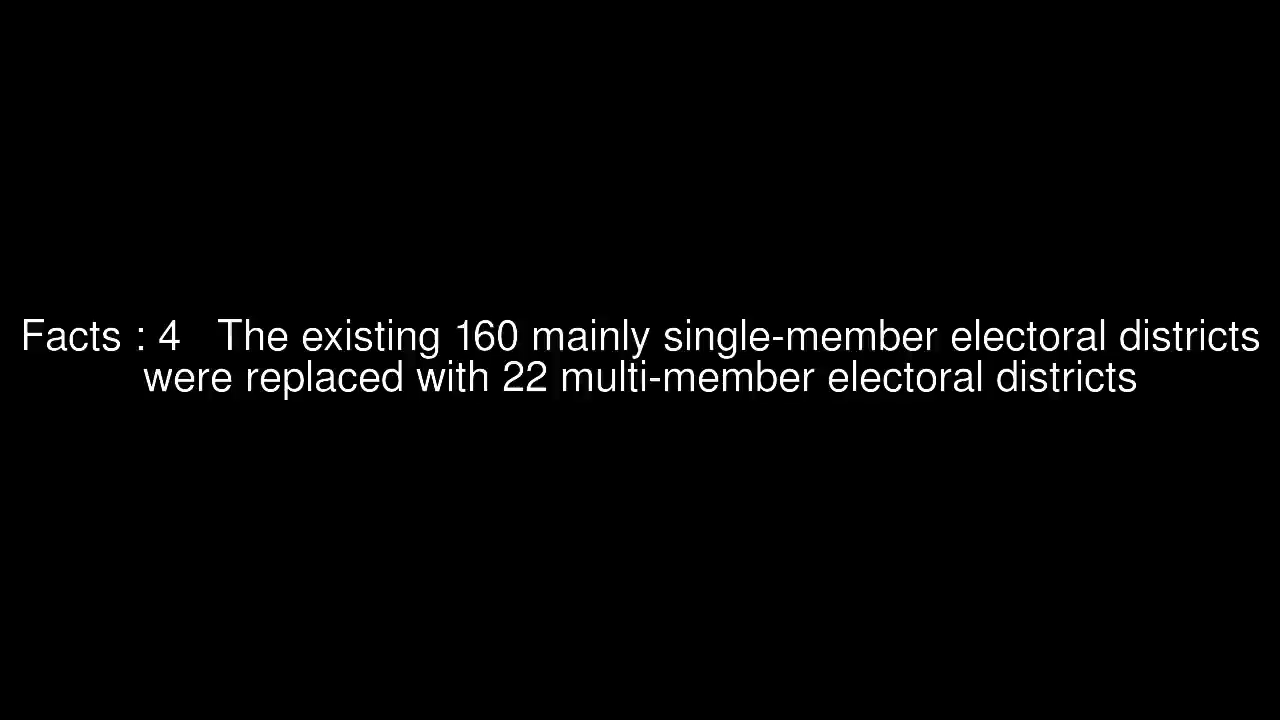 Facts : 4 The existing 160 mainly single-member electoral districts
were replaced with 22 multi-member electoral districts